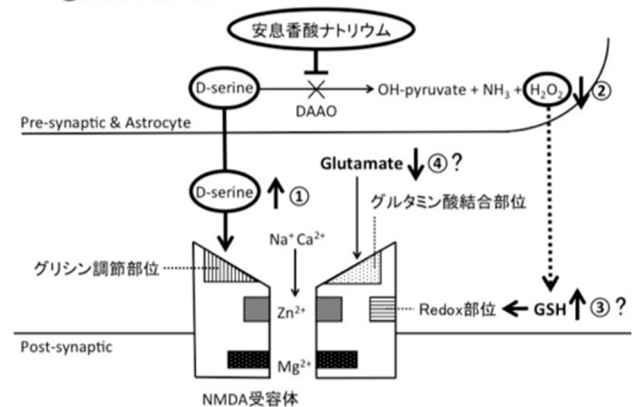 安息香酸ナトリウム
D-serine
OH-pyruvate + NH₃ + H₂O₂ ②
DAAO
Pre-synaptic & Astrocyte
Glutamate ④ ?
D-serine ①
グルタミン酸結合部位
Na⁺ Ca²⁺
グリシン調節部位
Zn²⁺
Redox部位
GSH ③ ?
Post-synaptic
Mg²⁺
NMDA受容体